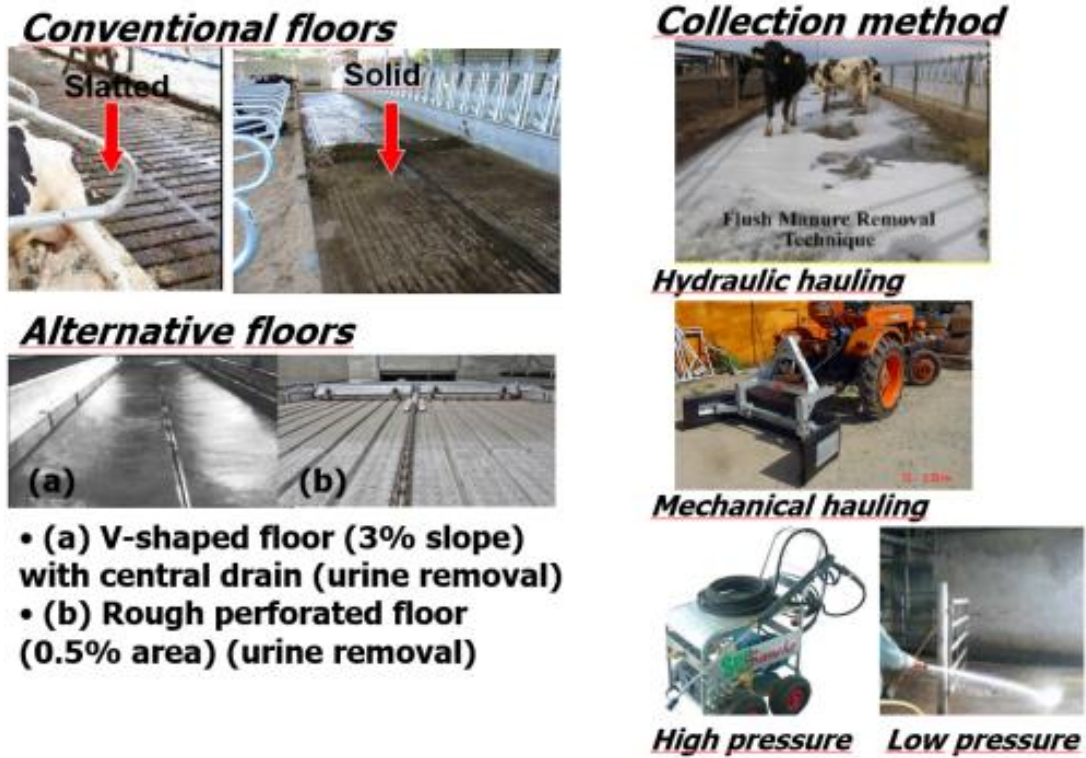 Conventional floors
Slatted
Solid
Alternative floors
(a)
(b)
• (a) V-shaped floor (3% slope)
with central drain (urine removal)
• (b) Rough perforated floor
(0.5% area) (urine removal)
Collection method
Flush Manure Removal
Technique
Hydraulic hauling
Mechanical hauling
High pressure
Low pressure